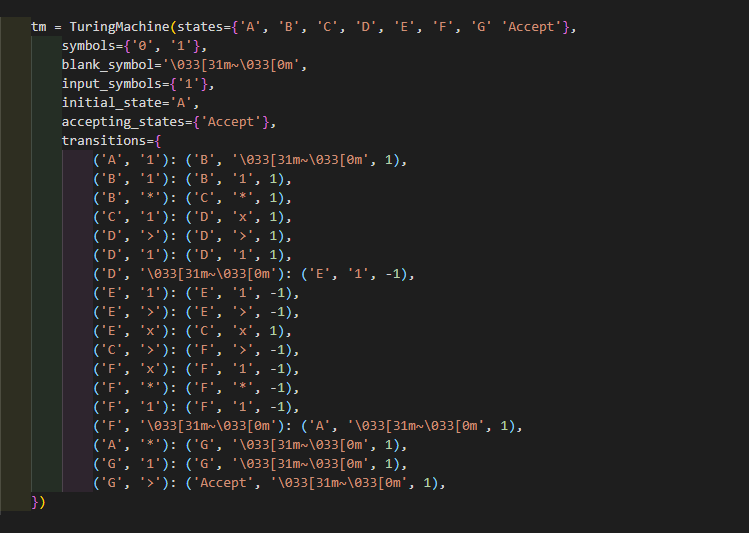 tm = TuringMachine(states={'A', 'B', 'C', 'D', 'E', 'F', 'G' 'Accept'},
symbols={'0', '1'},
blank_symbol='\033[31m~\033[0m',
input_symbols={'1'},
initial_state='A',
accepting_states={'Accept'},
transitions={
('A', '1'): ('B', '\033[31m~\033[0m', 1),
('B', '1'): ('B', '1', 1),
('B', '*'): ('C', '*', 1),
('C', '1'): ('D', 'x', 1),
('D', '>'): ('D', '>', 1),
('D', '1'): ('D', '1', 1),
('D', '\033[31m~\033[0m'): ('E', '1', -1),
('E', '1'): ('E', '1', -1),
('E', '>'): ('E', '>', -1),
('E', 'x'): ('C', 'x', 1),
('C', '>'): ('F', '>', -1),
('F', 'x'): ('F', '1', -1),
('F', '*'): ('F', '*', -1),
('F', '1'): ('F', '1', -1),
('F', '\033[31m~\033[0m'): ('A', '\033[31m~\033[0m', 1),
('A', '*'): ('G', '\033[31m~\033[0m', 1),
('G', '1'): ('G', '\033[31m~\033[0m', 1),
('G', '>'): ('Accept', '\033[31m~\033[0m', 1),
})